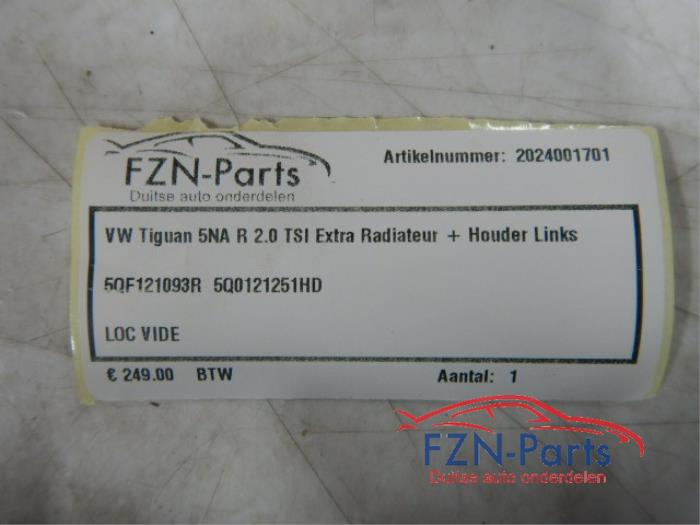 FZN-Parts
Duitse auto onderdelen
Artikelnummer: 2024001701
VW Tiguan 5NA R 2.0 TSI Extra Radiateur + Houder Links
5QF121093R 5Q0121251HD
LOC VIDE
€ 249.00 BTW
Aantal: 1
FZN-Parts
Duitse auto onderdelen